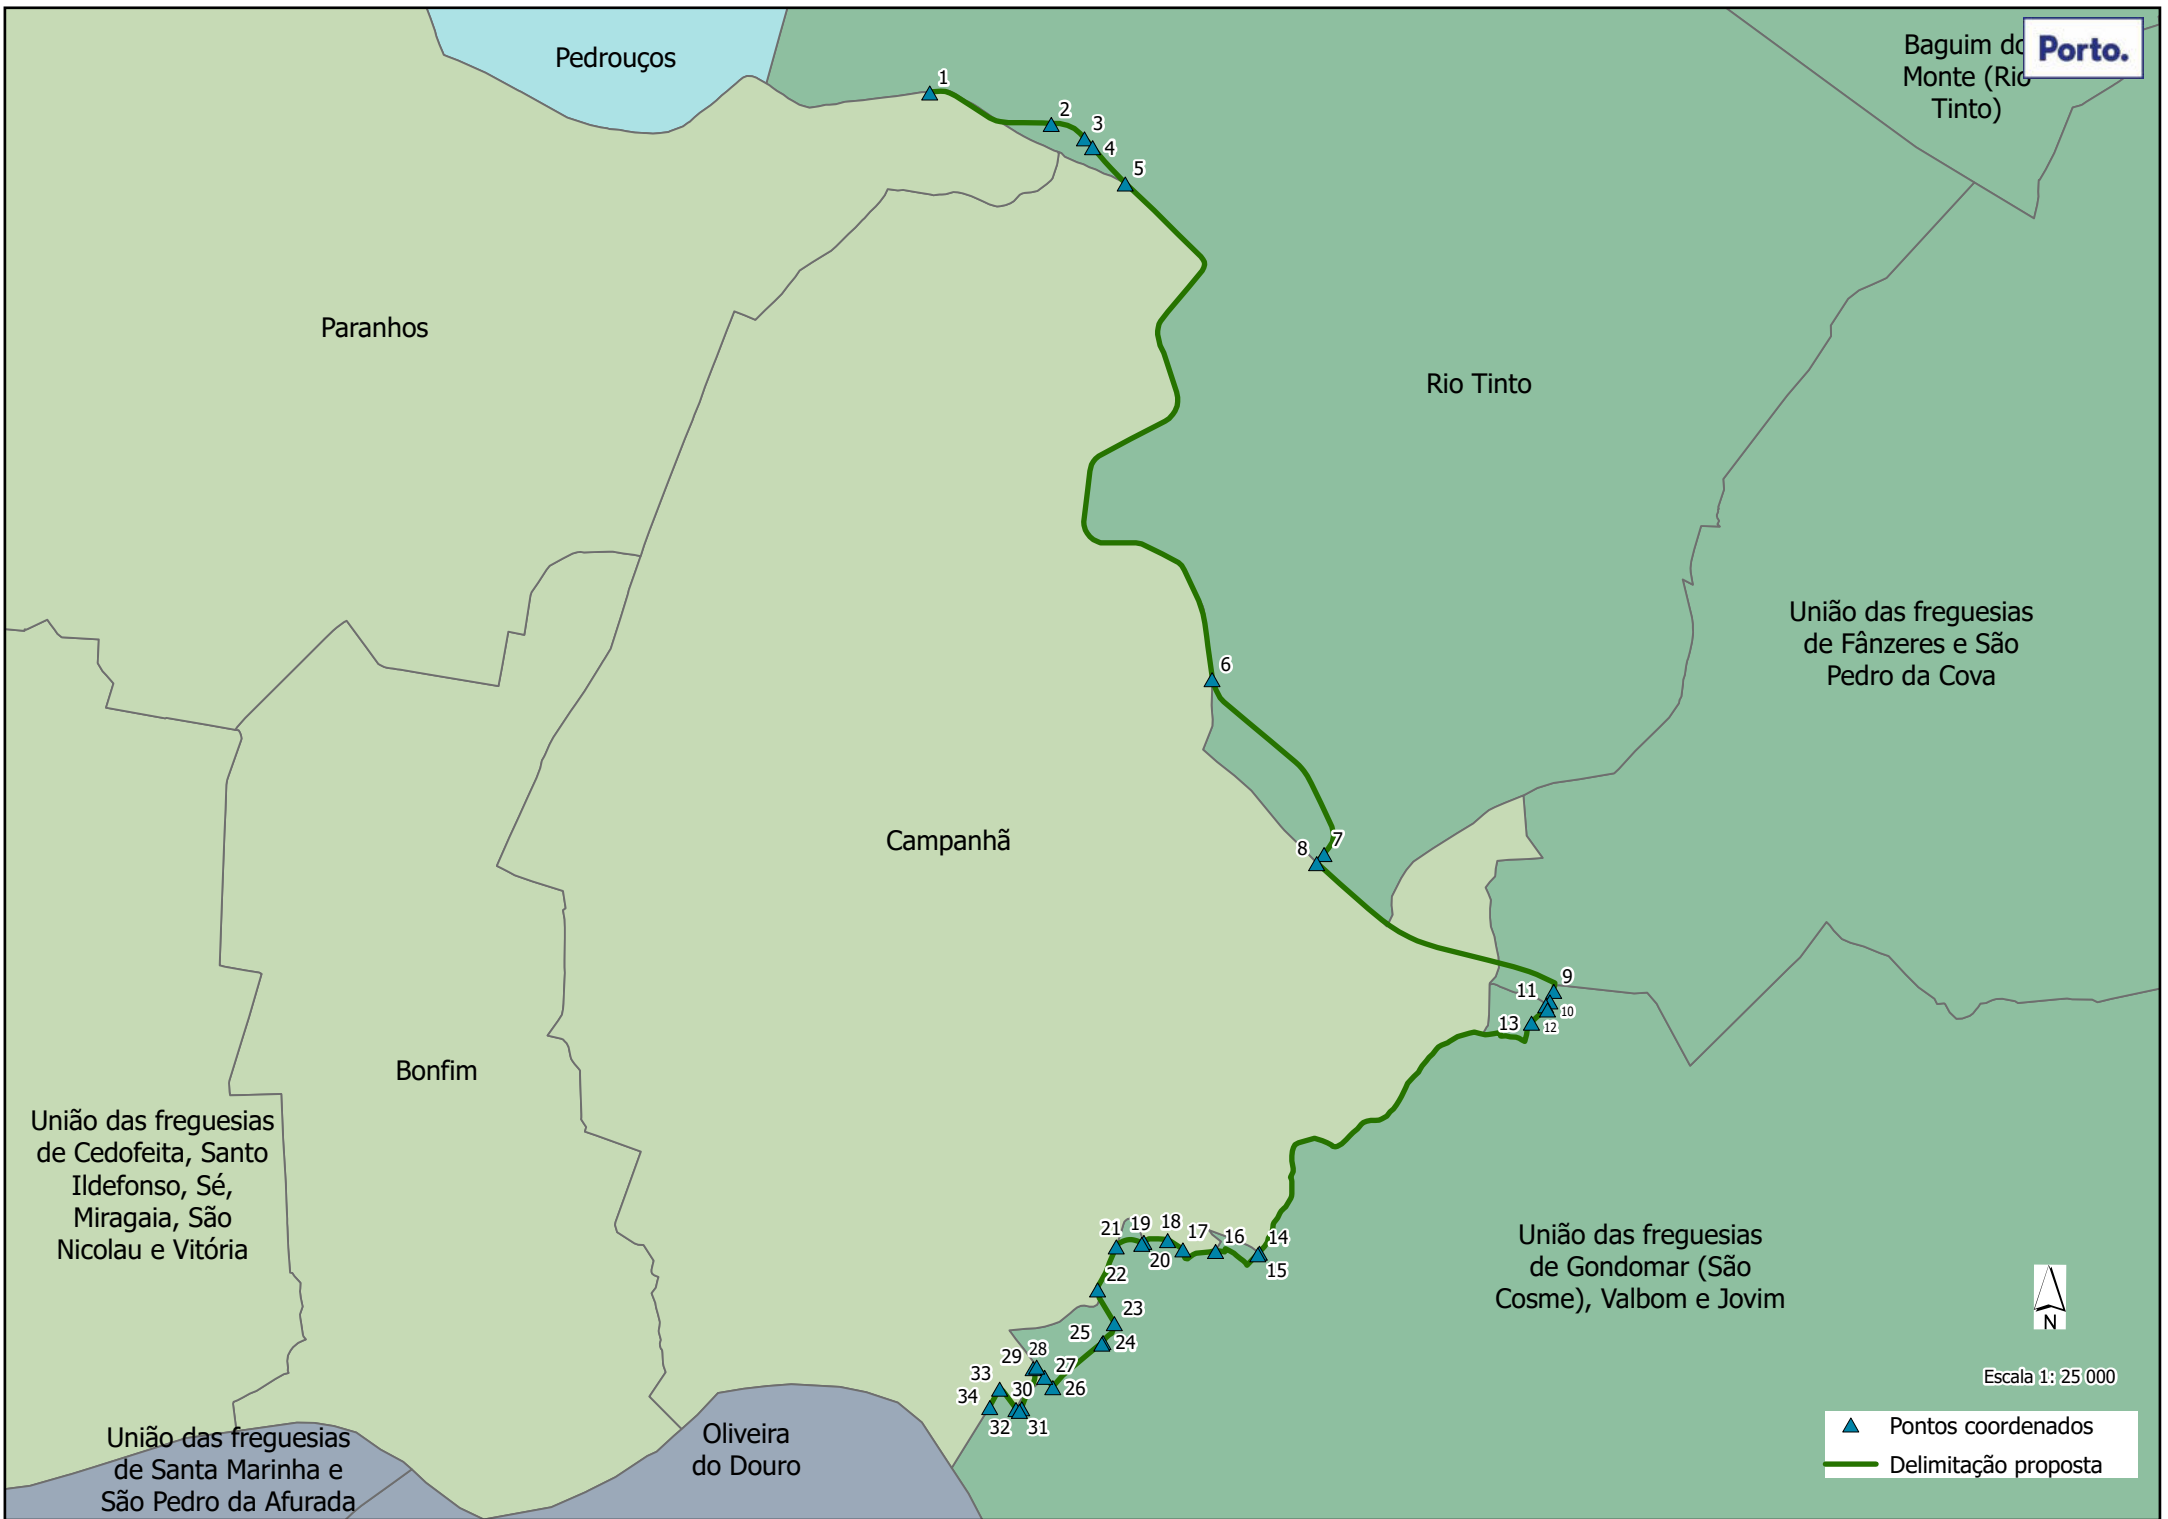 Pedrouços
Baguim do
Monte (Rio
Tinto)
Porto.
1
2
3
4
5
Paranhos
Rio Tinto
União das freguesias
de Fânzeres e São
Pedro da Cova
6
Campanhã
7
8
9
11
10
13
12
Bonfim
União das freguesias
de Cedofeita, Santo
Ildefonso, Sé,
Miragaia, São
Nicolau e Vitória
21
19
18
17
16
14
20
15
22
23
25
24
28
29
27
33
30
26
34
32
31
União das freguesias
de Gondomar (São
Cosme), Valbom e Jovim
N
Escala 1: 25 000
Oliveira
do Douro
União das freguesias
de Santa Marinha e
São Pedro da Afurada
Pontos coordenados
Delimitação proposta